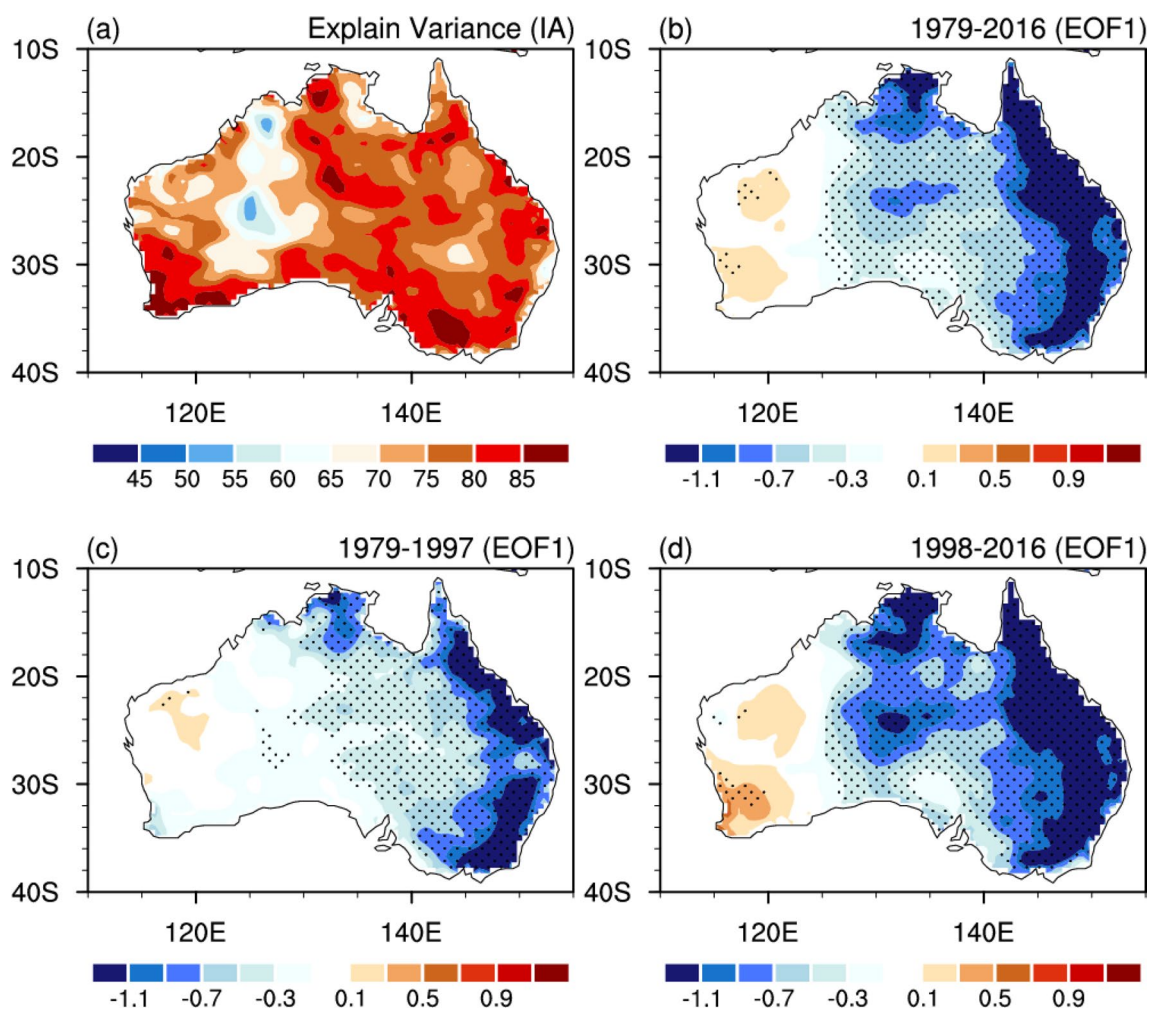 (a) Explain Variance (IA)
10S
20S
30S
40S
120E 140E
45 50 55 60 65 70 75 80 85
(b) 1979-2016 (EOF1)
10S
20S
30S
40S
120E 140E
-1.1 -0.7 -0.3 0.1 0.5 0.9
(c) 1979-1997 (EOF1)
10S
20S
30S
40S
120E 140E
-1.1 -0.7 -0.3 0.1 0.5 0.9
(d) 1998-2016 (EOF1)
10S
20S
30S
40S
120E 140E
-1.1 -0.7 -0.3 0.1 0.5 0.9